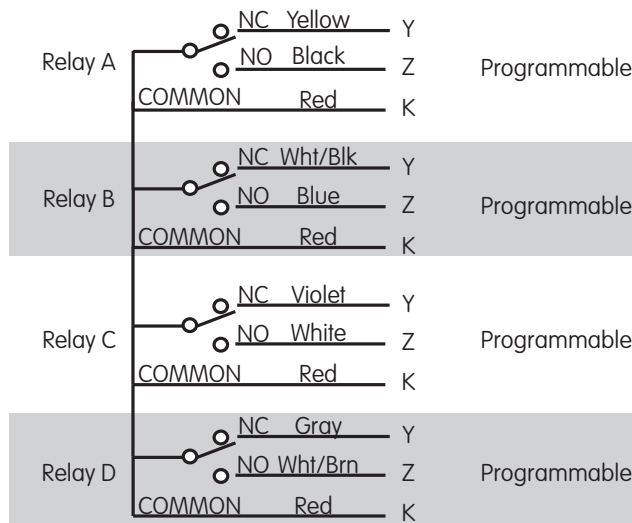 NC Yellow Y
Relay A NO Black Z Programmable
COMMON Red K
NC Wht/Blk Y
Relay B NO Blue Z Programmable
COMMON Red K
NC Violet Y
Relay C NO White Z Programmable
COMMON Red K
NC Gray Y
Relay D NO Wht/Brn Z Programmable
COMMON Red K